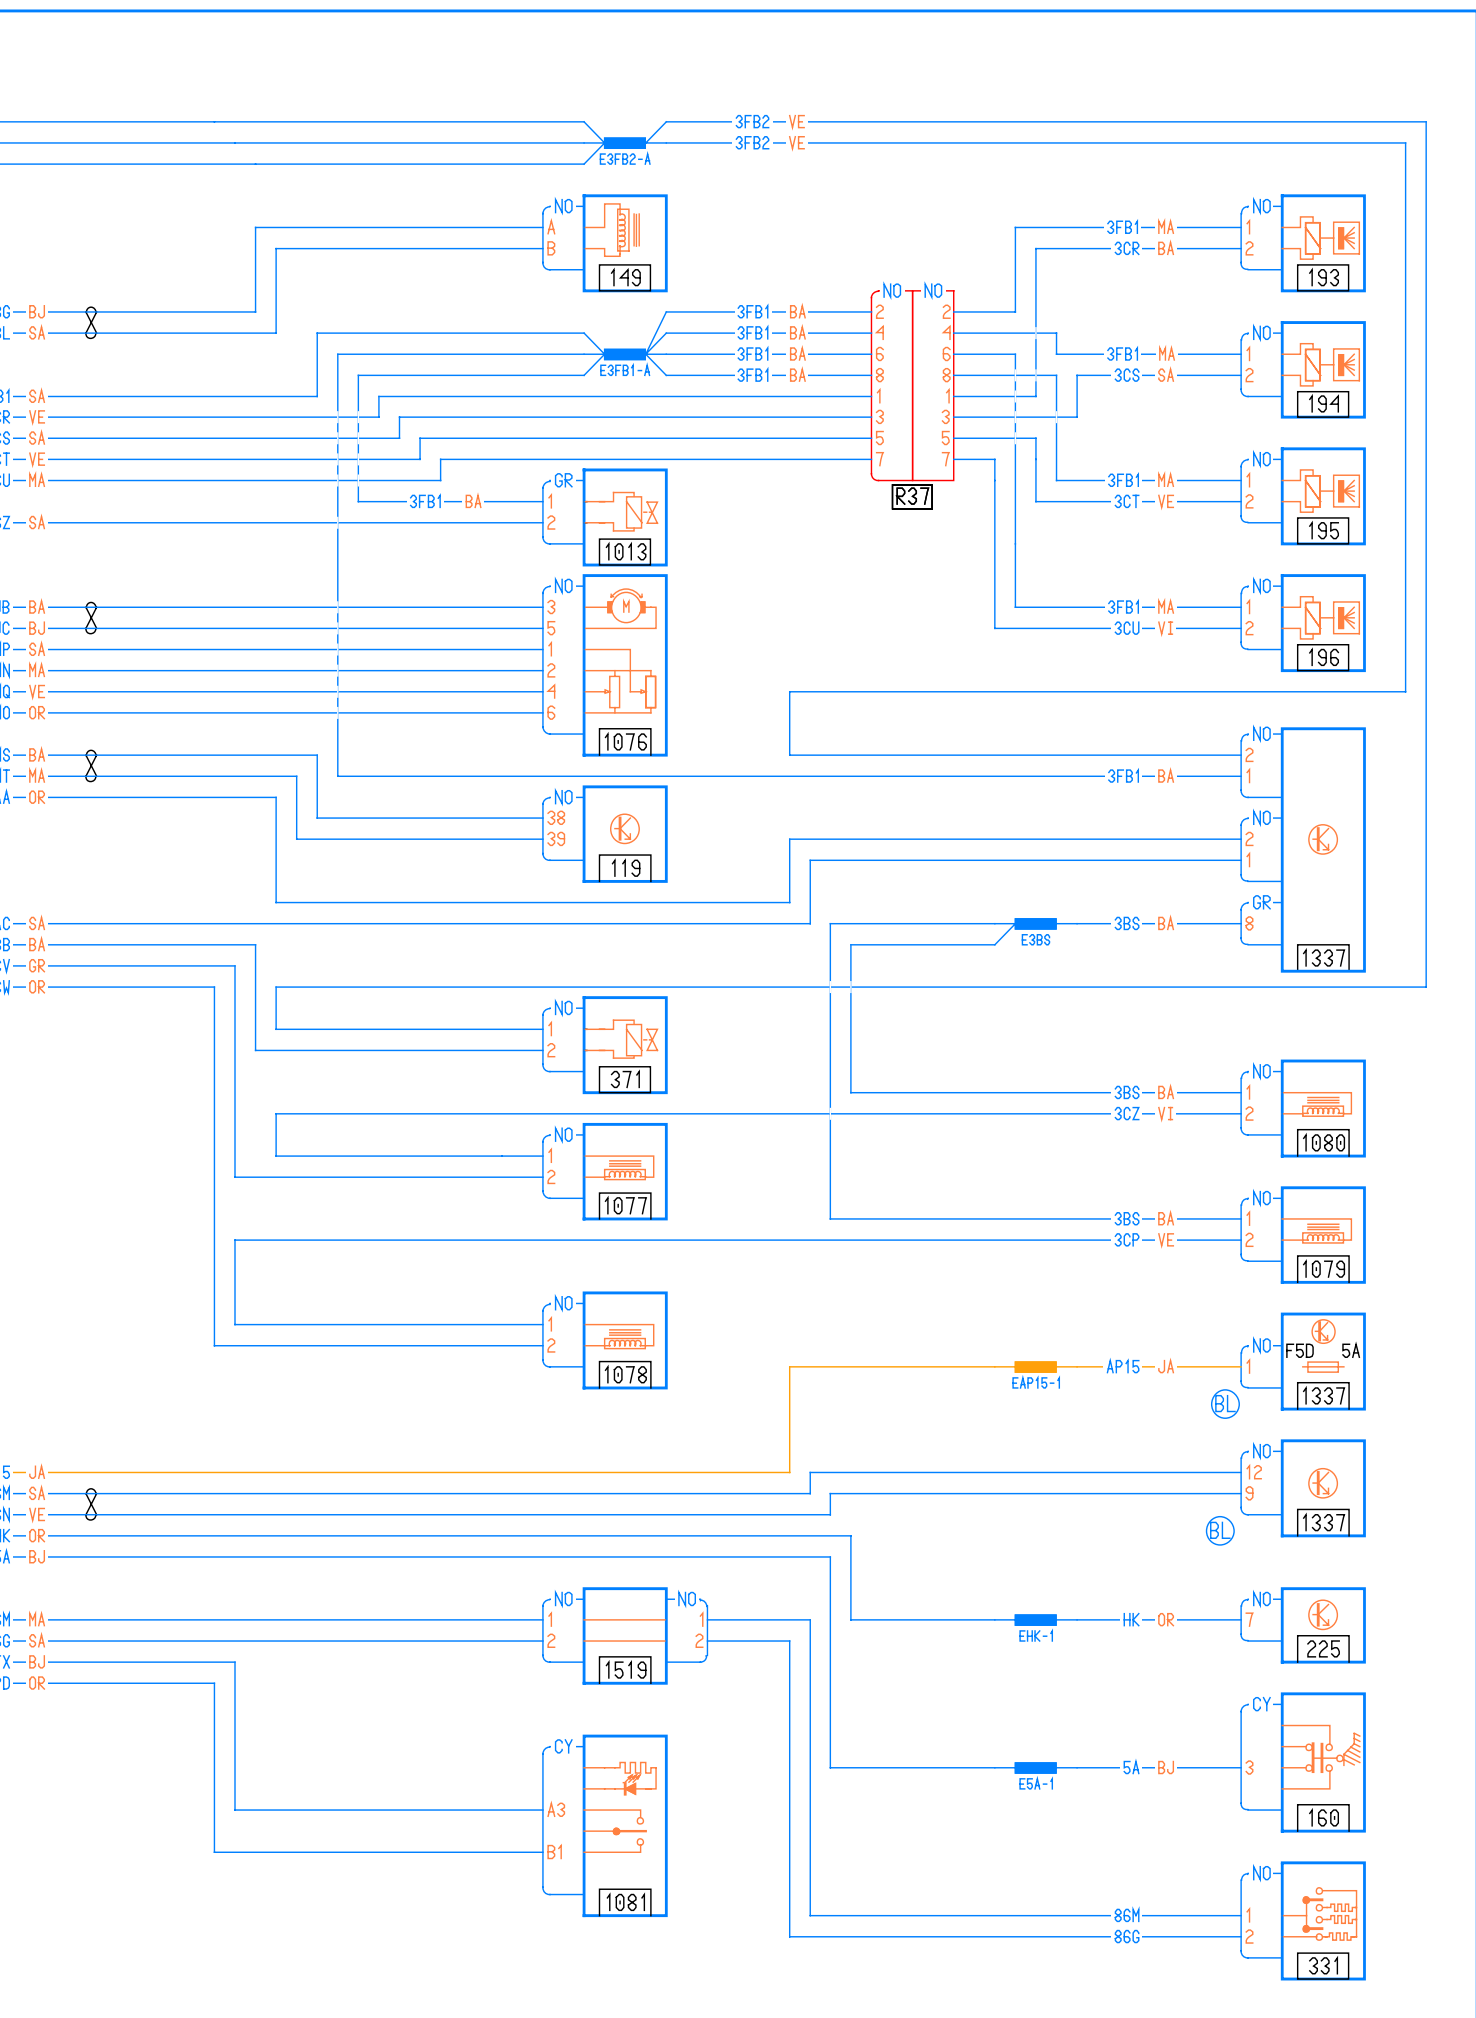 3FB2 VE
3FB2 VE
E3FB2-A
NO
A
B
149
3FB1 MA NO 1
3CR BA 2
193
G BJ
L SA
NO NO
3FB1 BA 2 2
3FB1 BA 4 4
3FB1 BA 6 6
3FB1 BA 8 8
E3FB1-A
1 1
3 3
5 5
7 7
R37
NO
3FB1 MA 1
3CS SA 2
194
B1 SA
R VE
S SA
T VE
U MA
Z SA
GR
3FB1 BA 1
2
1013
NO
3FB1 MA 1
3CT VE 2
195
NO
B BA 3
C BJ 5
P SA 1
N MA 2
Q VE 4
O OR 6
M
1076
NO
3FB1 MA 1
3CU VI 2
196
S BA
T MA
A OR
NO
38
39
119
NO
2
3FB1 BA 1
NO
2
1
GR
E3BS 3BS BA 8
1337
C SA
B BA
V GR
W OR
NO
1
2
371
NO
3BS BA 1
3CZ VI 2
1080
NO
1
2
1077
NO
3BS BA 1
3CP VE 2
1079
NO
1
2
1078
NO
F5D 5A
EAP15-1 AP15 JA 1
BL
1337
5 JA
M SA
N VE
K OR
A BJ
NO
12
9
BL
1337
M MA
G SA
X BJ
D OR
NO NO
1 1
2 2
1519
NO
EHK-1 HK OR 7
225
CY
E5A-1 5A BJ 3
160
CY
A3
B1
1081
NO
86M 1
86G 2
331